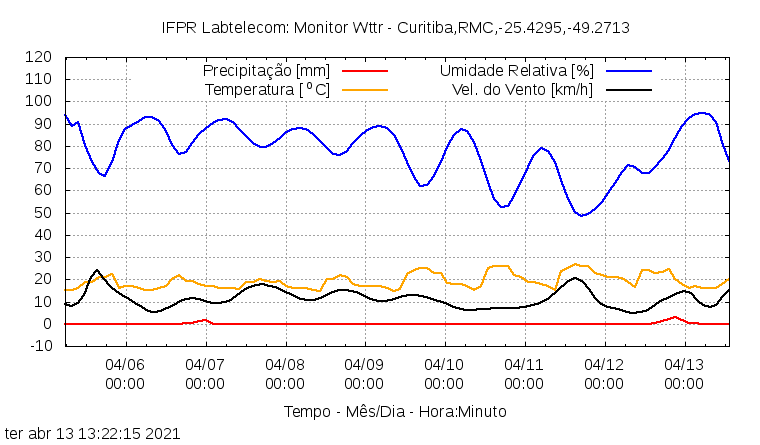 IFPR Labtelecom: Monitor Wttr - Curitiba,RMC,-25.4295,-49.2713
Precipitação [mm]
Umidade Relativa [%]
Temperatura [⁰C]
Vel. do Vento [km/h]
120
110
100
90
80
70
60
50
40
30
20
10
0
-10
04/06 04/07 04/08 04/09 04/10 04/11 04/12 04/13
00:00 00:00 00:00 00:00 00:00 00:00 00:00 00:00
Tempo - Mês/Dia - Hora:Minuto
ter abr 13 13:22:15 2021